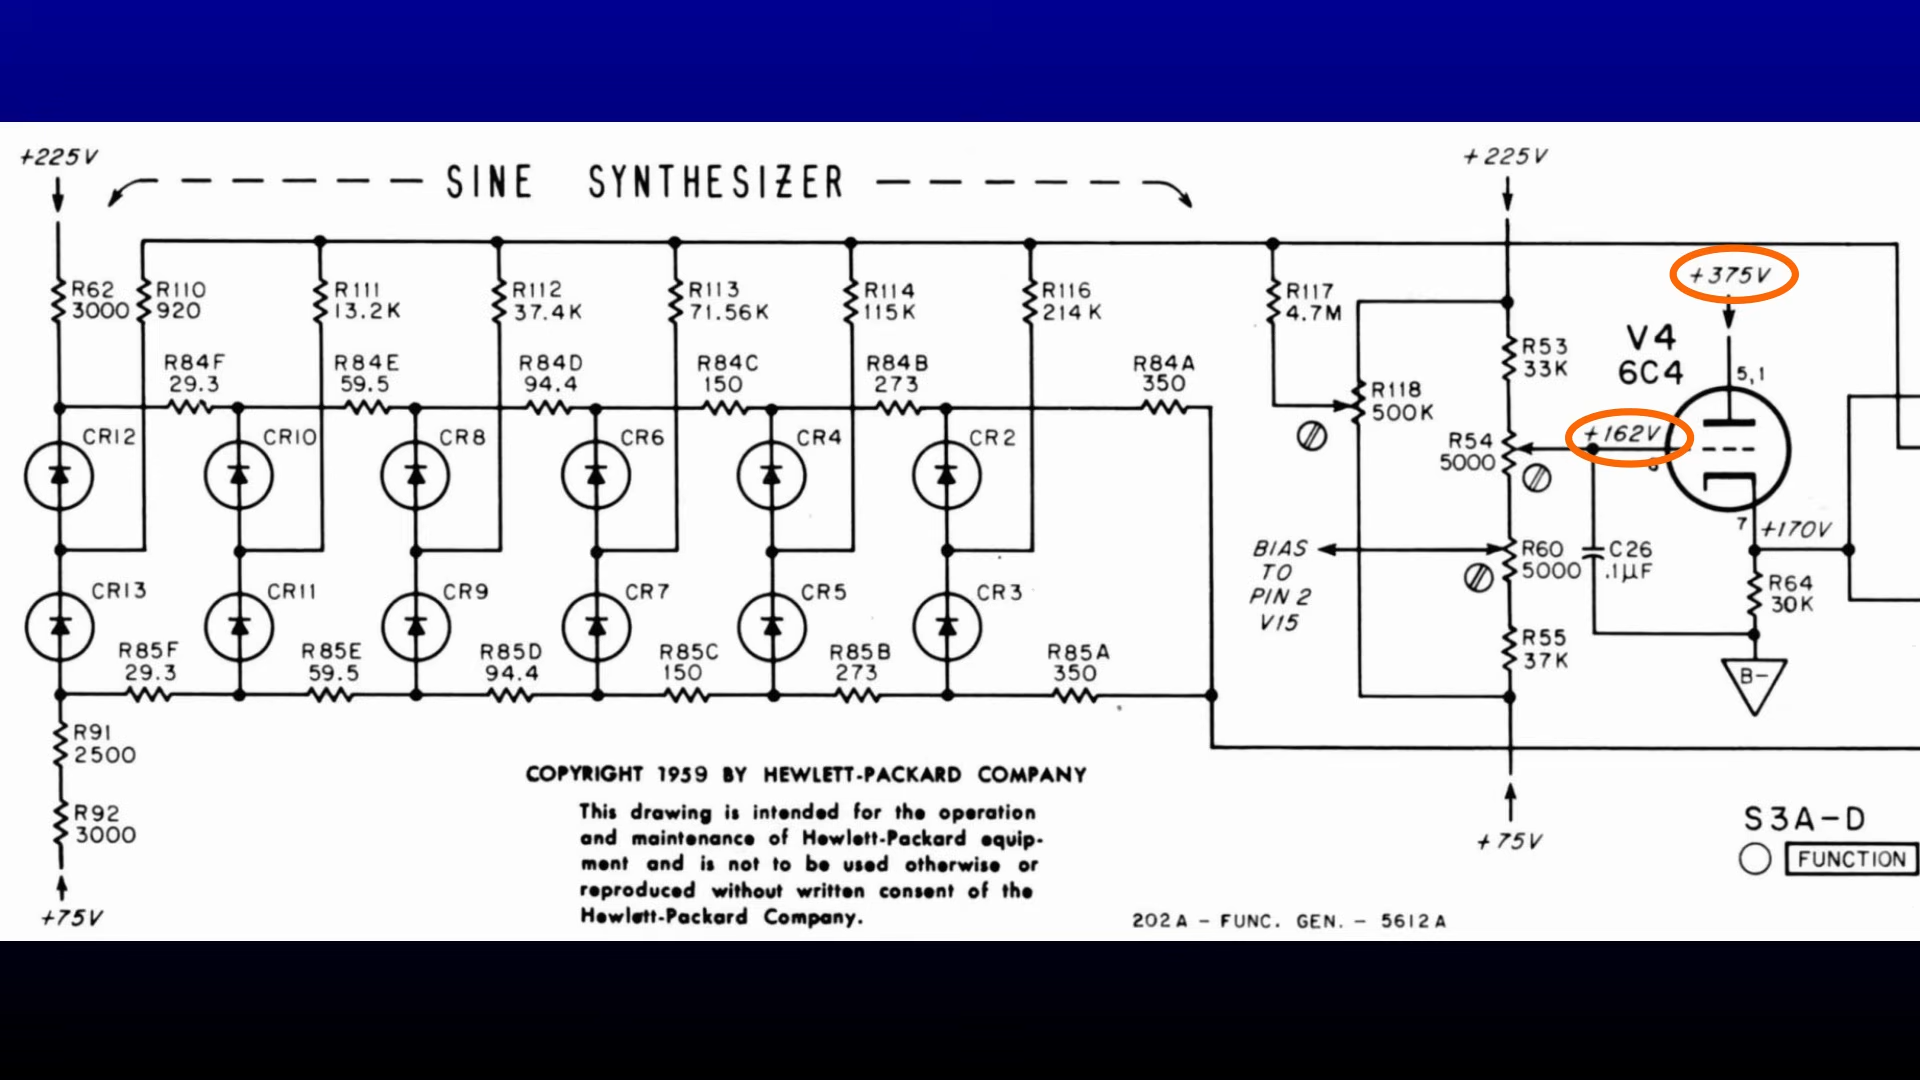 +225V
SINE SYNTHESIZER
+225V
+375V
R62
3000
R110
920
R111
13.2K
R112
37.4K
R113
71.56K
R114
115K
R116
214K
R117
4.7M
R53
33K
V4
6C4
5,1
R84F
29.3
R84E
59.5
R84D
94.4
R84C
150
R84B
273
R84A
350
R118
500K
CR12
CR10
CR8
CR6
CR4
CR2
R54
5000
+162V
6
7
+170V
BIAS
TO
PIN 2
V15
R60
5000
C26
.1µF
R64
30K
CR13
CR11
CR9
CR7
CR5
CR3
R55
37K
R85F
29.3
R85E
59.5
R85D
94.4
R85C
150
R85B
273
R85A
350
B-
R91
2500
R92
3000
+75V
COPYRIGHT 1959 BY HEWLETT-PACKARD COMPANY
This drawing is intended for the operation
and maintenance of Hewlett-Packard equip-
ment and is not to be used otherwise or
reproduced without written consent of the
Hewlett-Packard Company.
+75V
S3A-D
FUNCTION
202A - FUNC. GEN. - 5612A